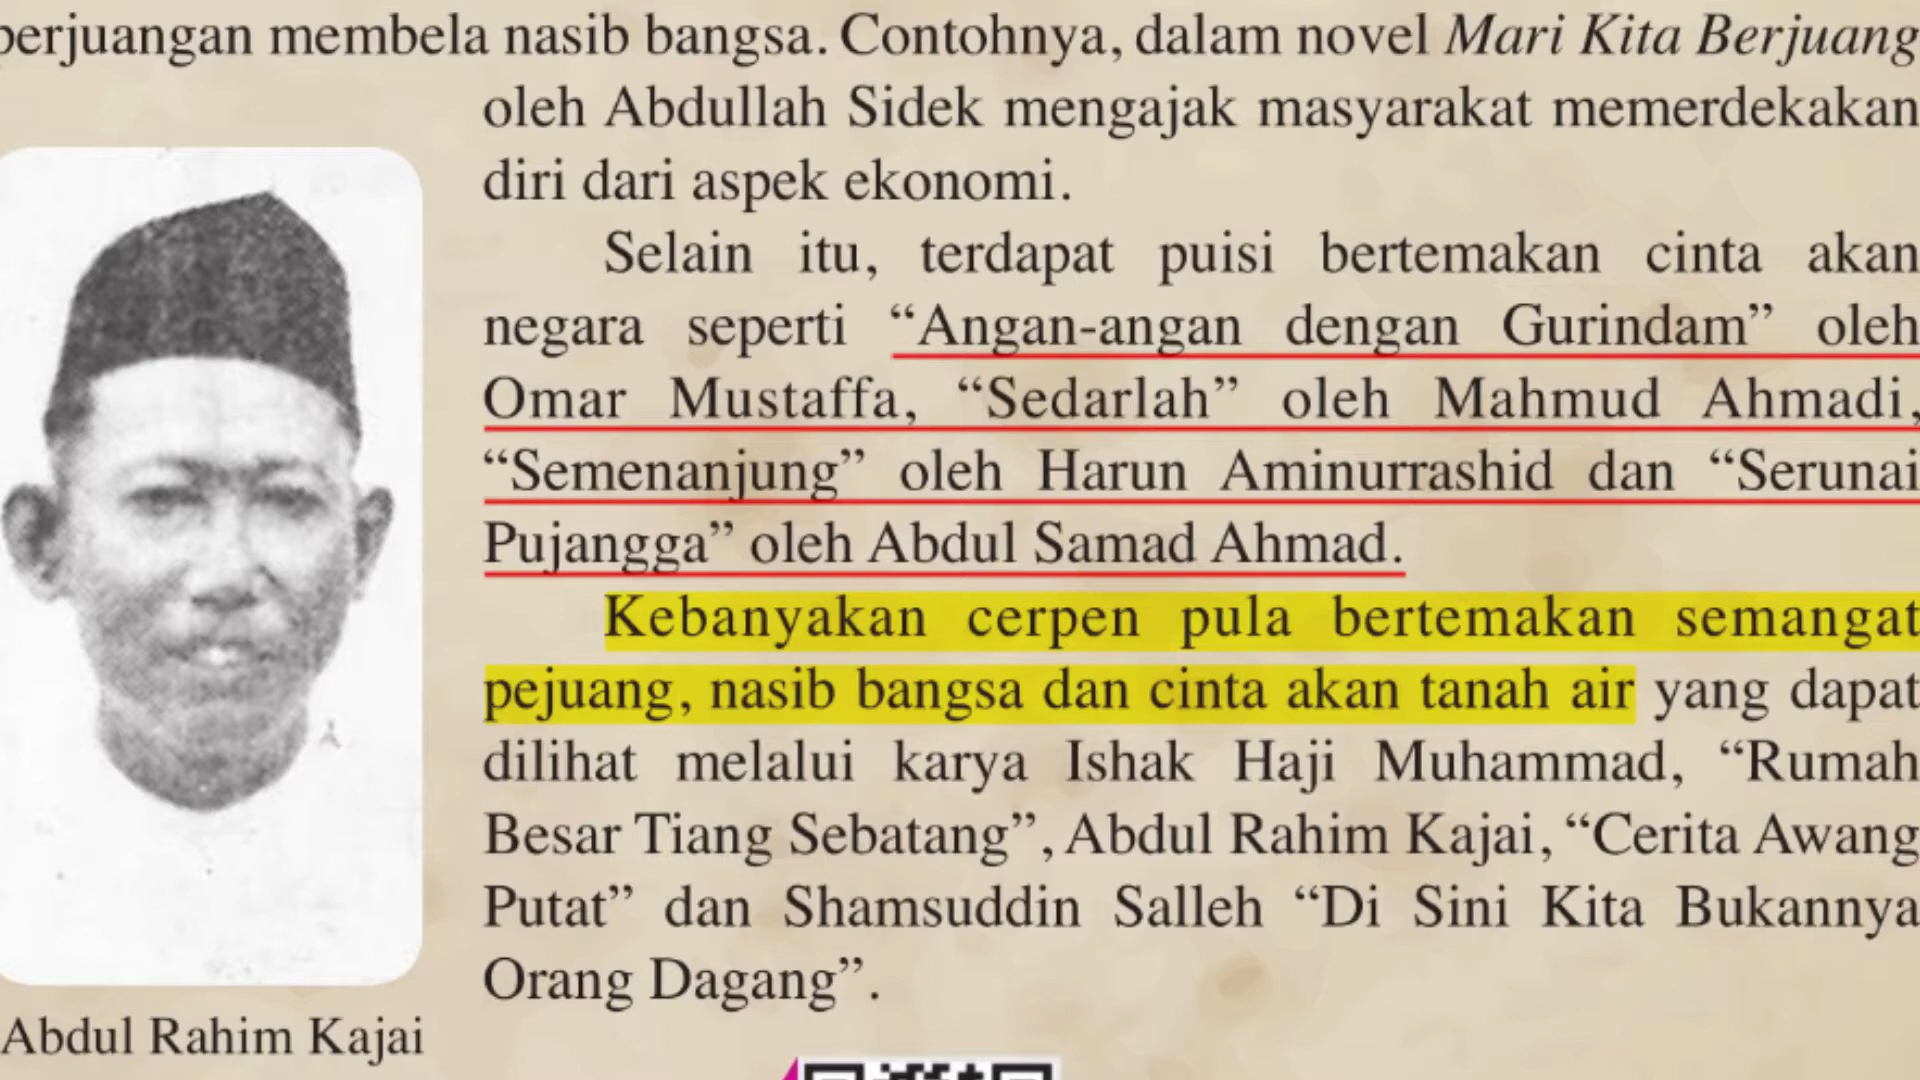 perjuangan membela nasib bangsa. Contohnya, dalam novel Mari Kita Berjuang
oleh Abdullah Sidek mengajak masyarakat memerdekakan
diri dari aspek ekonomi.
Selain itu, terdapat puisi bertemakan cinta akan
negara seperti “Angan-angan dengan Gurindam” oleh
Omar Mustaffa, “Sedarlah” oleh Mahmud Ahmadi,
“Semenanjung” oleh Harun Aminurrashid dan “Serunai
Pujangga” oleh Abdul Samad Ahmad.
Kebanyakan cerpen pula bertemakan semangat
pejuang, nasib bangsa dan cinta akan tanah air yang dapat
dilihat melalui karya Ishak Haji Muhammad, “Rumah
Besar Tiang Sebatang”, Abdul Rahim Kajai, “Cerita Awang
Putat” dan Shamsuddin Salleh “Di Sini Kita Bukannya
Orang Dagang”.
Abdul Rahim Kajai